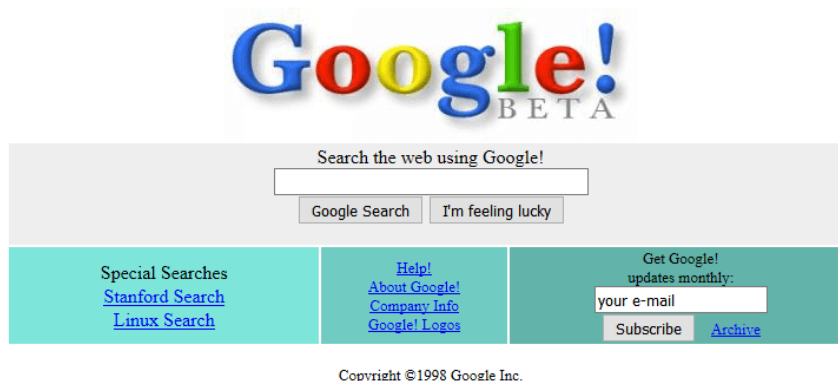 Google!
BETA
Search the web using Google!
Google Search
I'm feeling lucky
Special Searches
Stanford Search
Linux Search
Help!
About Google!
Company Info
Google! Logos
Get Google!
updates monthly:
your e-mail
Subscribe Archive
Copyright ©1998 Google Inc.